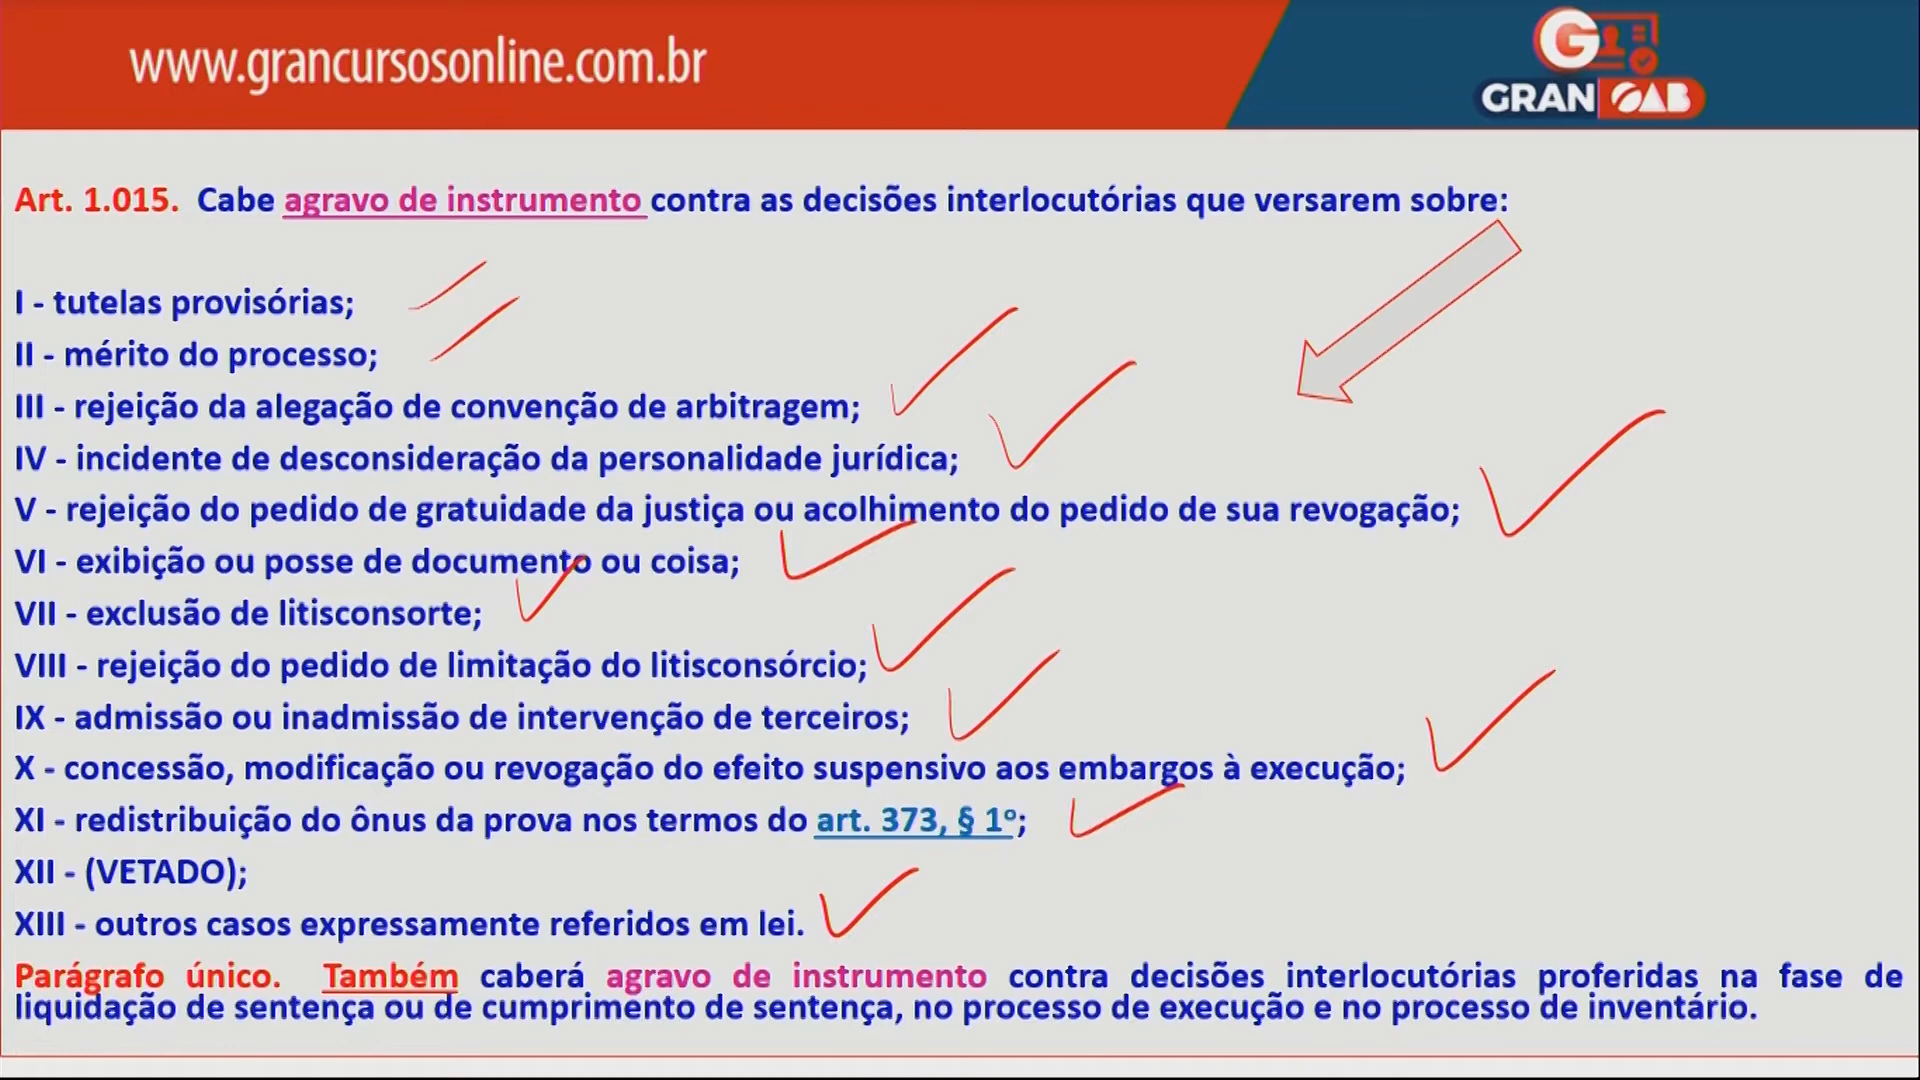 www.grancursosonline.com.br
G
GRAN OAB
Art. 1.015. Cabe agravo de instrumento contra as decisões interlocutórias que versarem sobre:
I - tutelas provisórias;
II - mérito do processo;
III - rejeição da alegação de convenção de arbitragem;
IV - incidente de desconsideração da personalidade jurídica;
V - rejeição do pedido de gratuidade da justiça ou acolhimento do pedido de sua revogação;
VI - exibição ou posse de documento ou coisa;
VII - exclusão de litisconsorte;
VIII - rejeição do pedido de limitação do litisconsórcio;
IX - admissão ou inadmissão de intervenção de terceiros;
X - concessão, modificação ou revogação do efeito suspensivo aos embargos à execução;
XI - redistribuição do ônus da prova nos termos do art. 373, § 1º;
XII - (VETADO);
XIII - outros casos expressamente referidos em lei.
Parágrafo único. Também caberá agravo de instrumento contra decisões interlocutórias proferidas na fase de
liquidação de sentença ou de cumprimento de sentença, no processo de execução e no processo de inventário.